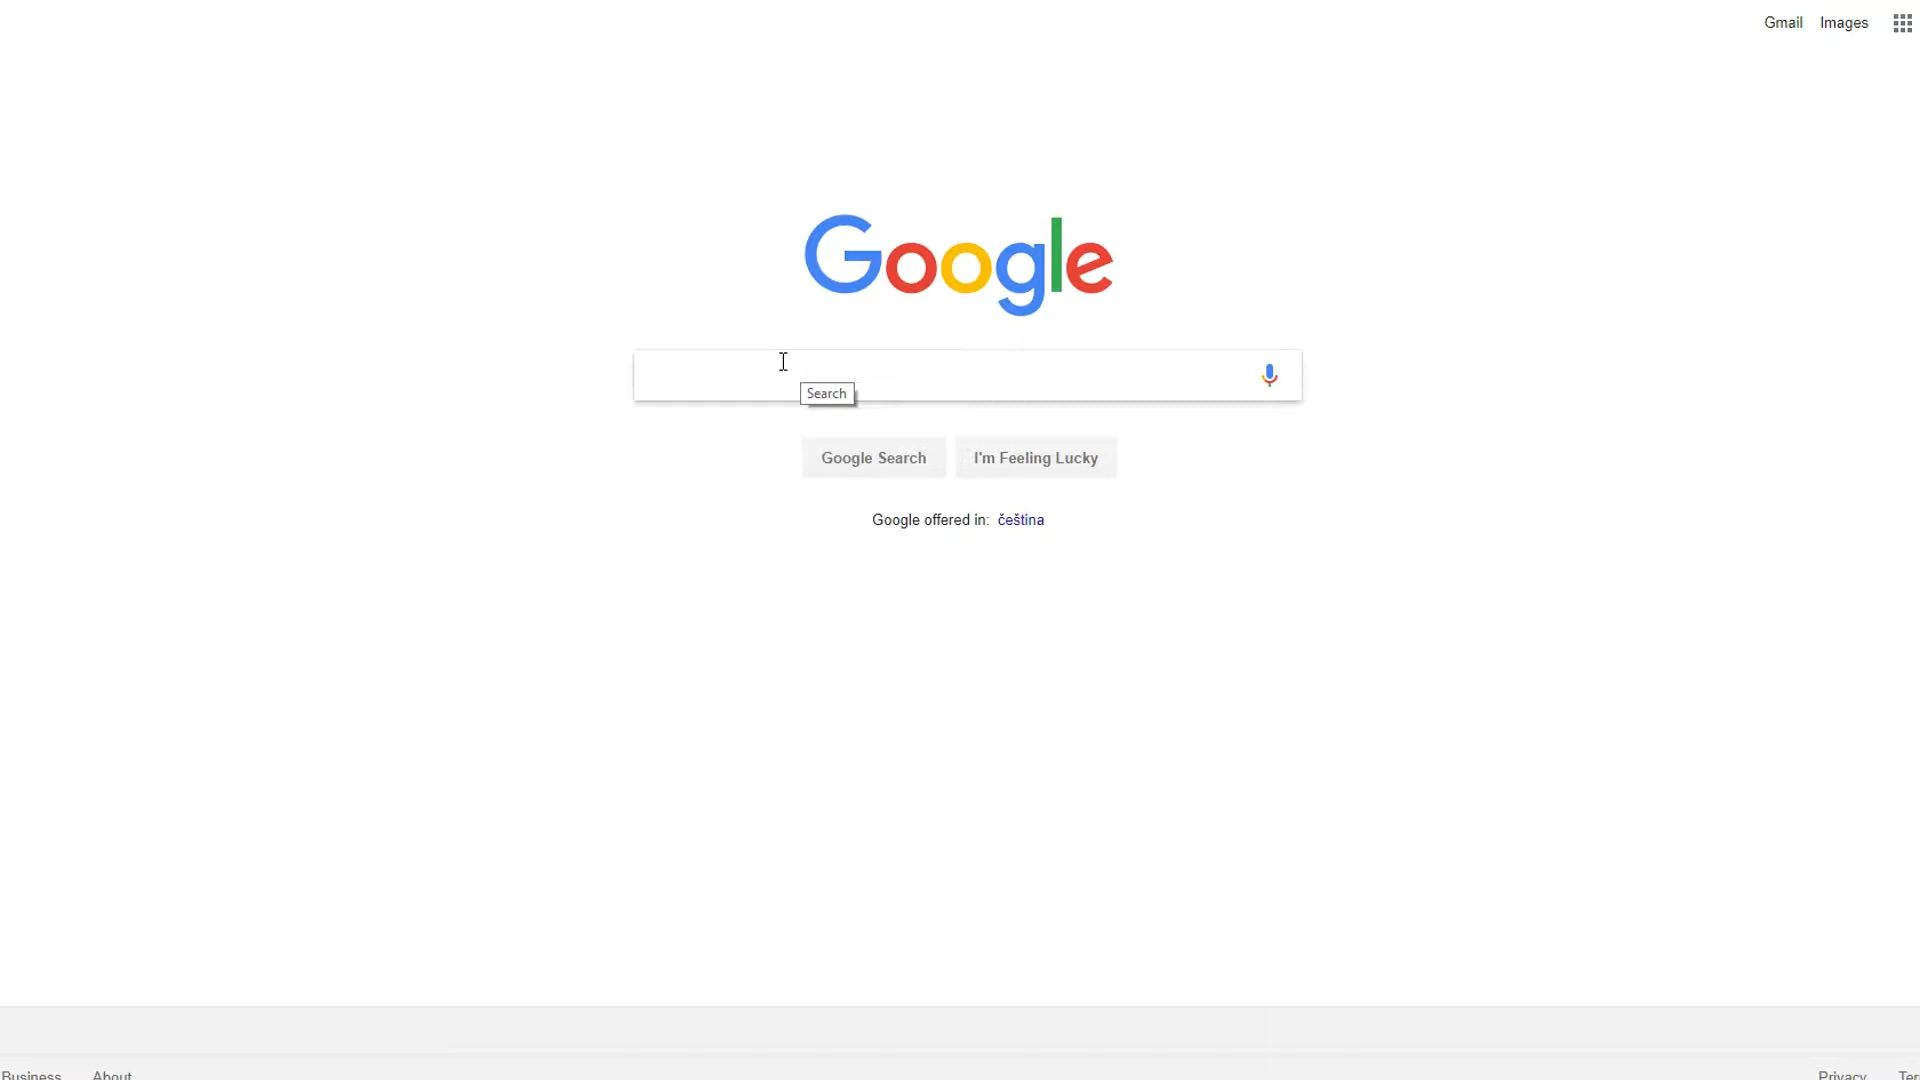 Gmail Images
Google
Search
Google Search I'm Feeling Lucky
Google offered in: čeština
Business About
Privacy